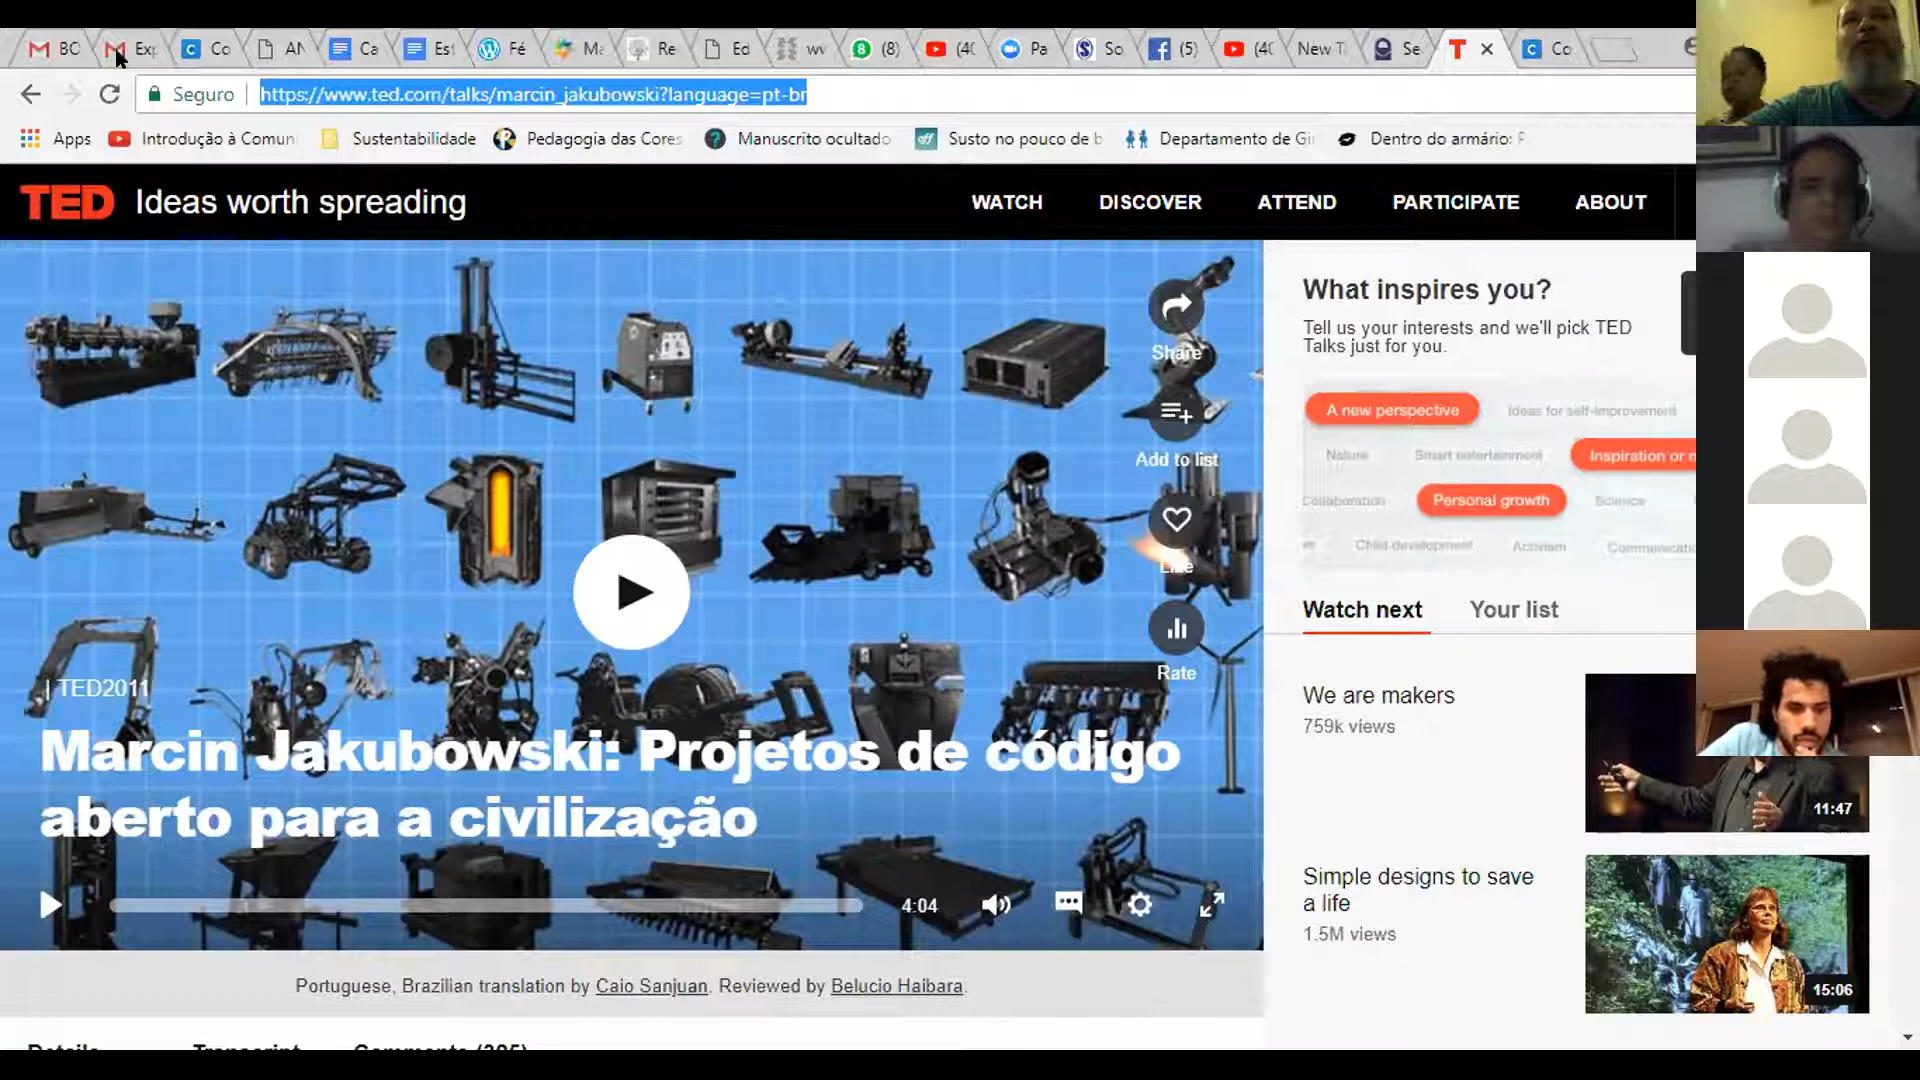 BC
Exp
Co
AN
Ca
Est
Fé
Ma
Re
Ed
wv
(8)
(40
Pa
So
(5)
(40
New T
Se
Co
Seguro
https://www.ted.com/talks/marcin_jakubowski?language=pt-br
Apps
Introdução à Comun
Sustentabilidade
Pedagogia das Cores
Manuscrito ocultado
Susto no pouco de b
Departamento de Gi
Dentro do armário: F
TED Ideas worth spreading
WATCH
DISCOVER
ATTEND
PARTICIPATE
ABOUT
Share
Add to list
Like
Rate
| TED2011
Marcin Jakubowski: Projetos de código
aberto para a civilização
4:04
Portuguese, Brazilian translation by Caio Sanjuan. Reviewed by Belucio Haibara.
Details
Transcript
Comments (395)
What inspires you?
Tell us your interests and we'll pick TED
Talks just for you.
A new perspective
Ideas for self-improvement
Nature
Smart entertainment
Inspiration or m
Collaboration
Personal growth
Science
Child development
Activism
Communicatio
Watch next
Your list
We are makers
759k views
11:47
Simple designs to save
a life
1.5M views
15:06